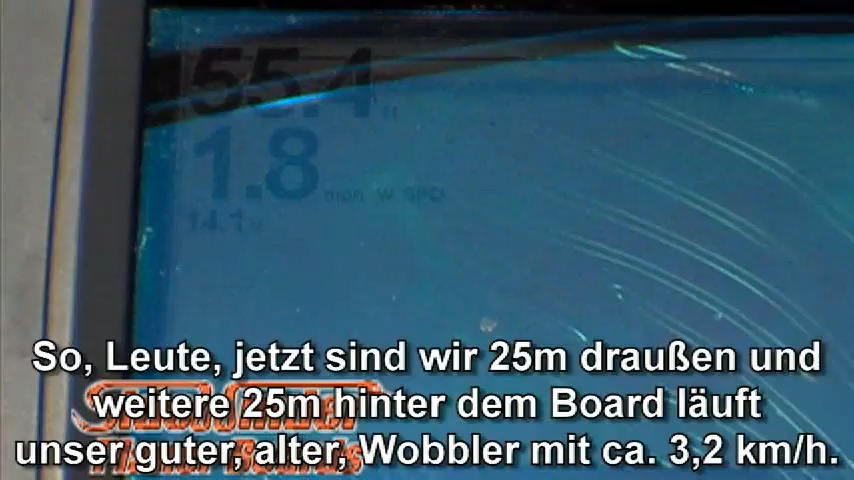 55.4
1.8 W SPD
14.1
So, Leute, jetzt sind wir 25m draußen und
weitere 25m hinter dem Board läuft
unser guter, alter, Wobbler mit ca. 3,2 km/h.